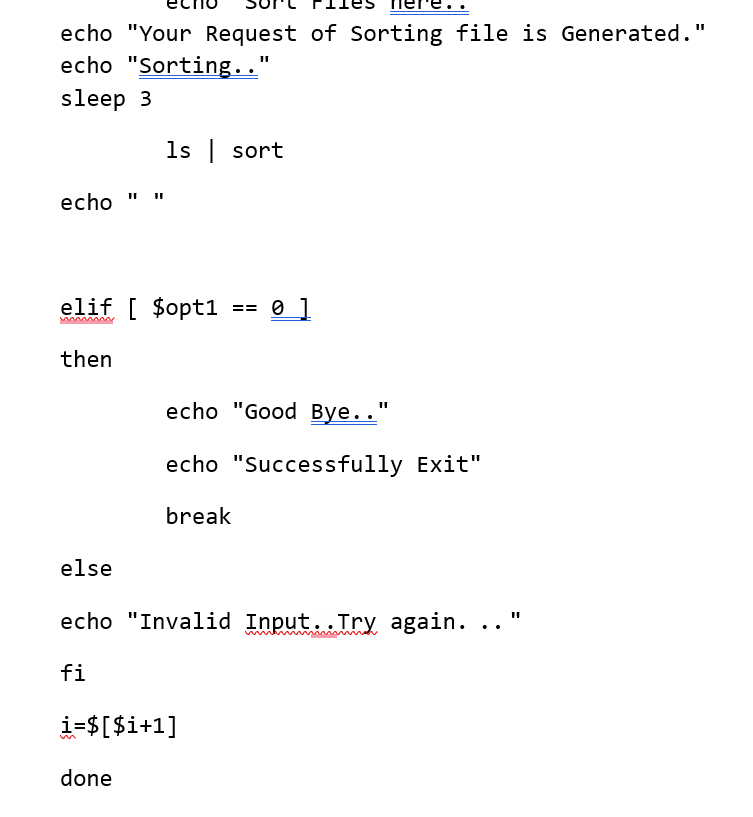 echo "Sort Files here..
echo "Your Request of Sorting file is Generated."
echo "Sorting.."
sleep 3
ls | sort
echo " "
elif [ $opt1 == 0 ]
then
echo "Good Bye.."
echo "Successfully Exit"
break
else
echo "Invalid Input..Try again. .."
fi
i=$[$i+1]
done